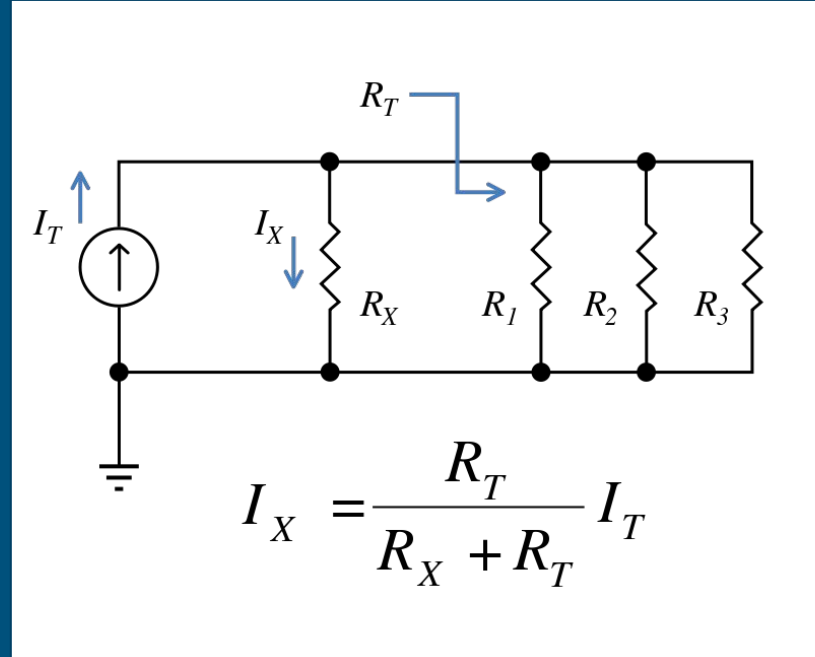 R_T
I_T
I_X
R_X
R_1
R_2
R_3
I_X = R_T / (R_X + R_T) I_T